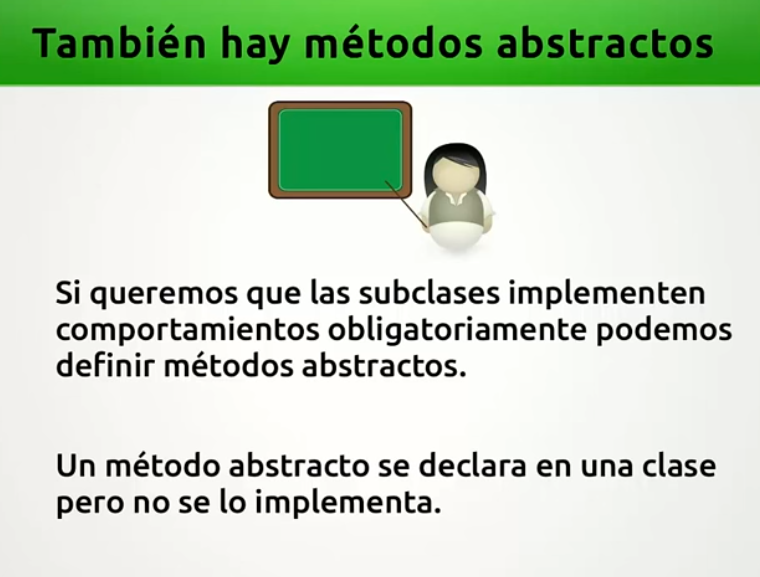 También hay métodos abstractos
Si queremos que las subclases implementen
comportamientos obligatoriamente podemos
definir métodos abstractos.
Un método abstracto se declara en una clase
pero no se lo implementa.